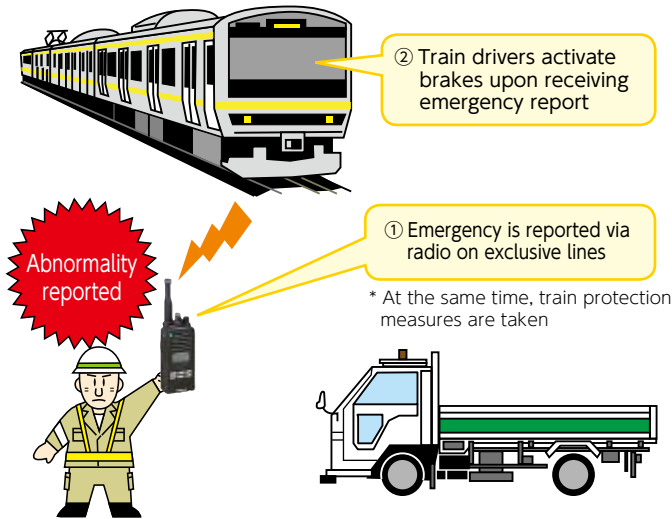 ② Train drivers activate
brakes upon receiving
emergency report
Abnormality
reported
① Emergency is reported via
radio on exclusive lines
* At the same time, train protection
measures are taken